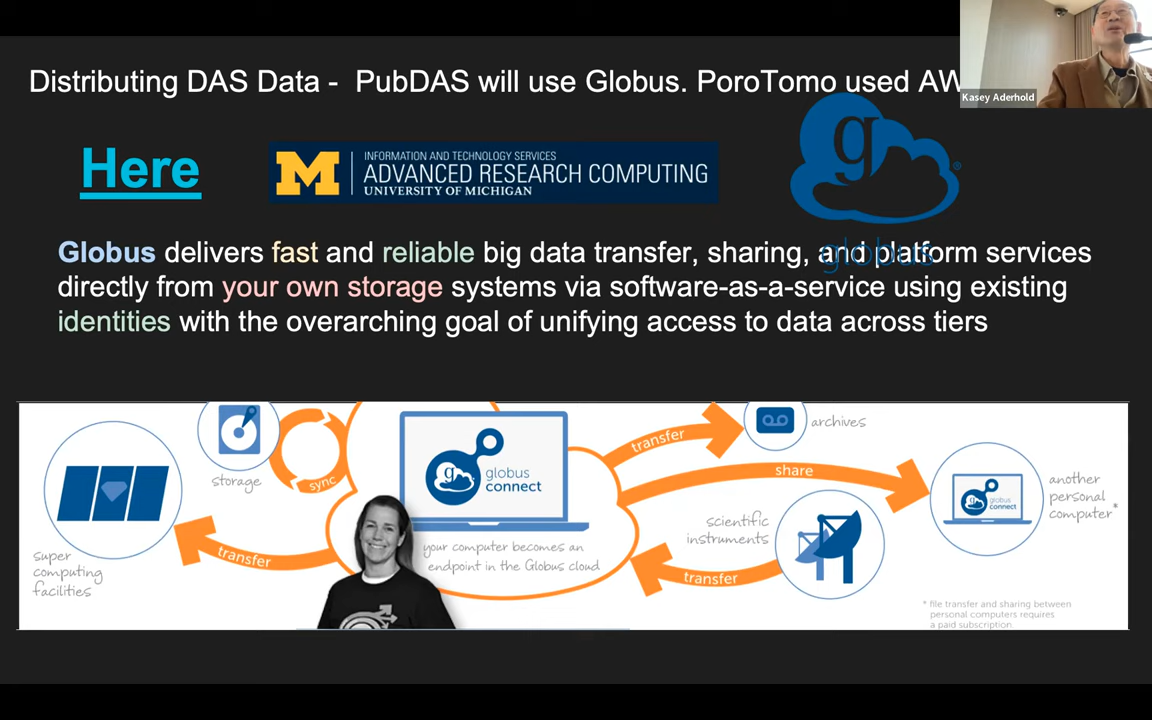 Distributing DAS Data - PubDAS will use Globus. PoroTomo used AW
Kasey Aderhold
Here
M
INFORMATION AND TECHNOLOGY SERVICES
ADVANCED RESEARCH COMPUTING
UNIVERSITY OF MICHIGAN
g
®
globus
Globus delivers fast and reliable big data transfer, sharing, and platform services
directly from your own storage systems via software-as-a-service using existing
identities with the overarching goal of unifying access to data across tiers
super
computing
facilities
storage
sync
transfer
g
globus
connect
your computer becomes an
endpoint in the Globus cloud
transfer
archives
share
scientific
instruments
transfer
g
globus
connect
another
personal
computer*
* file transfer and sharing between
personal computers requires
a paid subscription.